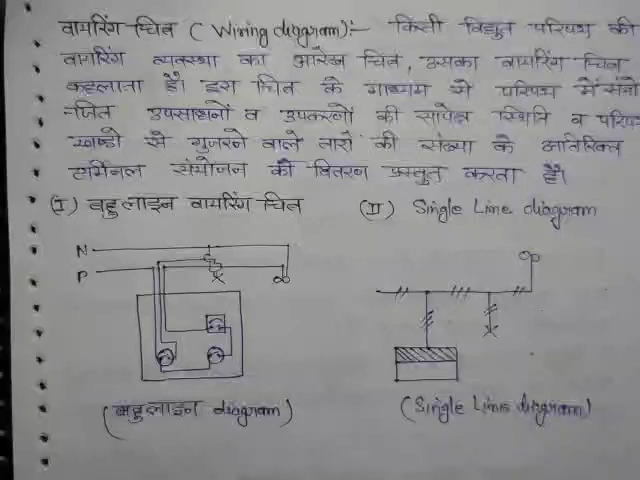 वायरिंग चित्र ( Wiring diagram):- किसी विद्युत परिपथ की
वायरिंग व्यवस्था का आरेख चित्र, उसका वायरिंग चित्र
कहलाता है। इस चित्र के माध्यम से परिपथ में संयो
-जित उपसाधनों व उपकरणों की सापेक्ष स्थिति व परिपथ
खण्डो से गुजरने वाले तारों की संख्या के अतिरिक्त
टर्मिनल संयोजन की वितरण प्रस्तुत करता है।
(I) बहुलाइन वायरिंग चित्र (II) Single Line diagram
N
P
(बहुलाइन diagram) (Single Line diagram)